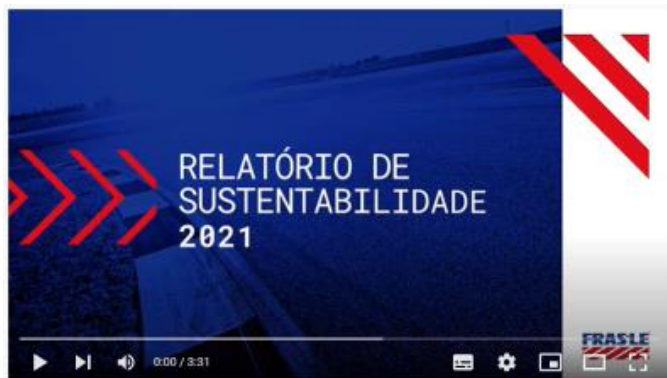 RELATÓRIO DE
SUSTENTABILIDADE
2021
FRASLE
0:00 / 3:31